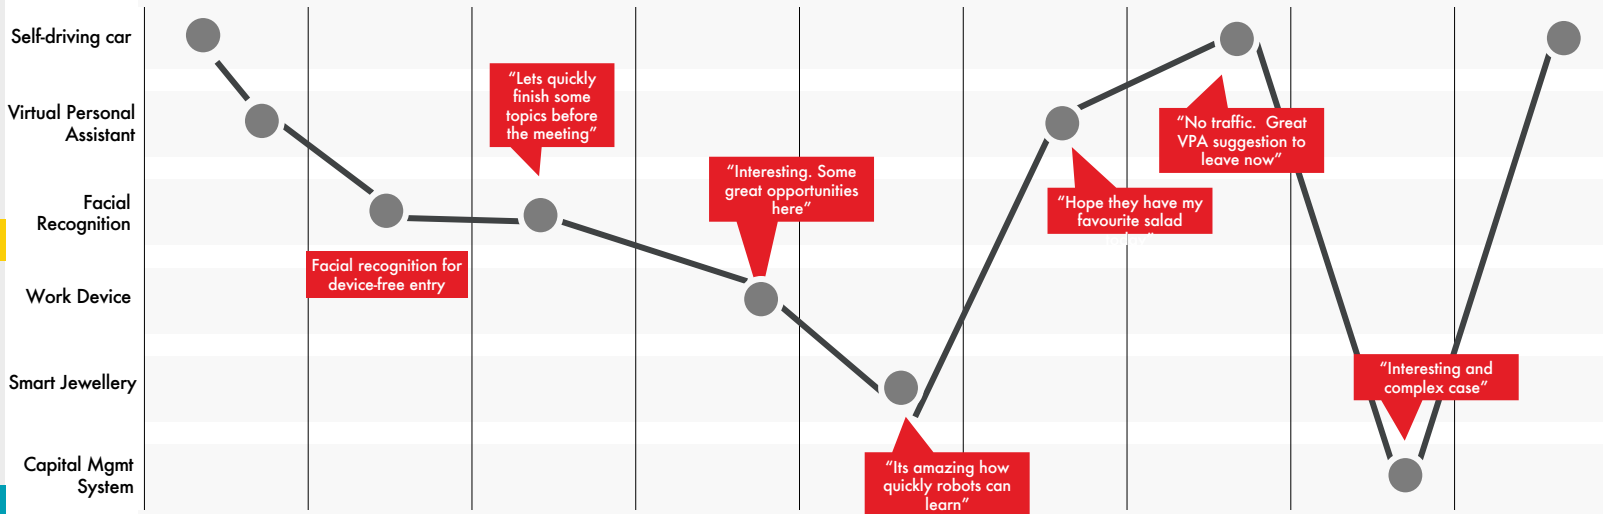 Self-driving car
Virtual Personal
Assistant
Facial
Recognition
Work Device
Smart Jewellery
Capital Mgmt
System
Facial recognition for
device-free entry
“Lets quickly
finish some
topics before
the meeting”
“Interesting. Some
great opportunities
here”
“Its amazing how
quickly robots can
learn”
“Hope they have my
favourite salad
“No traffic.  Great
VPA suggestion to
leave now”
“Interesting and
complex case”